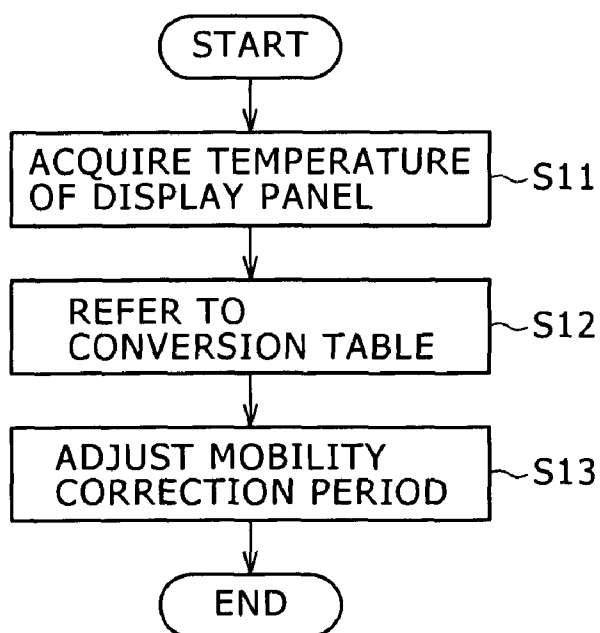 START
ACQUIRE TEMPERATURE
OF DISPLAY PANEL
S11
REFER TO
CONVERSION TABLE
S12
ADJUST MOBILITY
CORRECTION PERIOD
S13
END